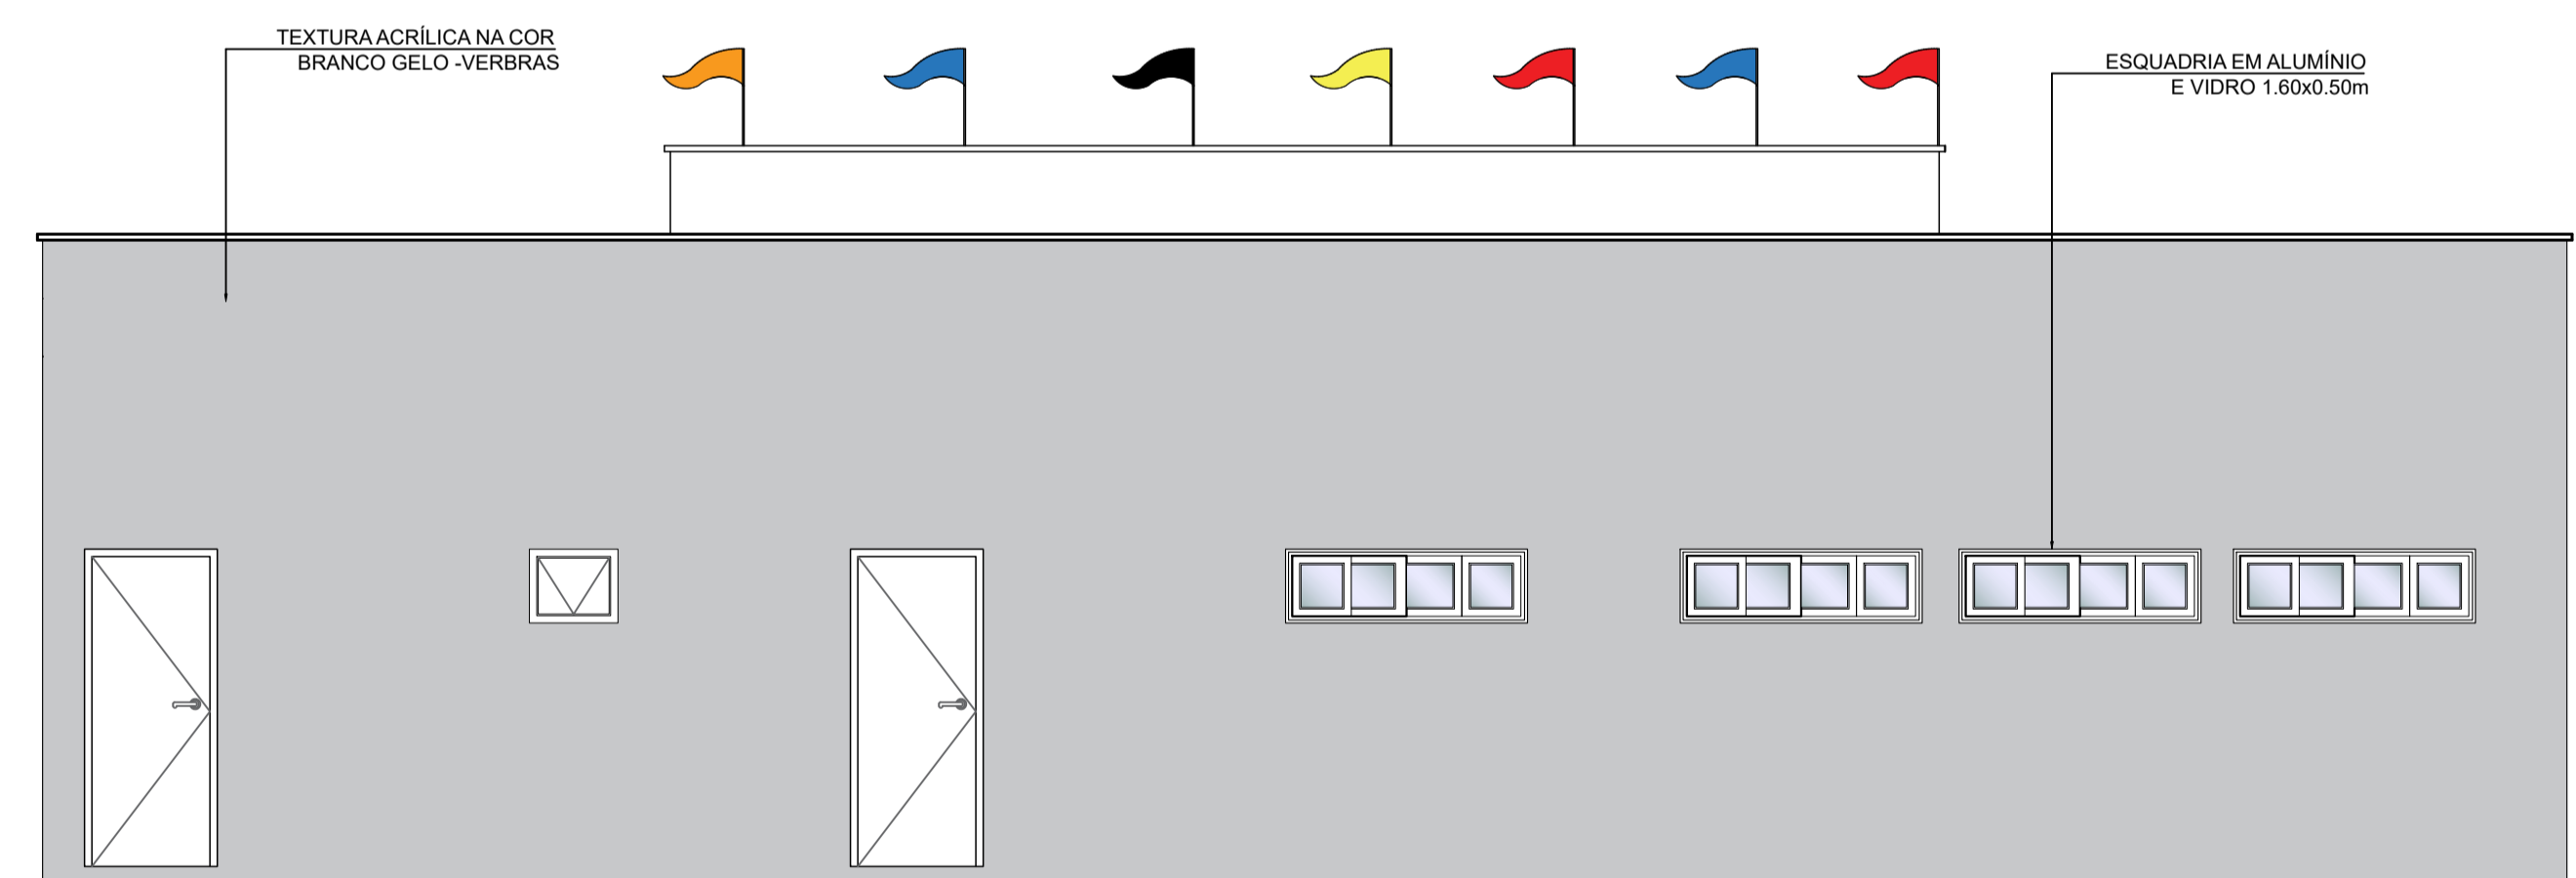 TEXTURA ACRÍLICA NA COR
BRANCO GELO -VERBRAS
ESQUADRIA EM ALUMÍNIO
E VIDRO 1.60x0.50m